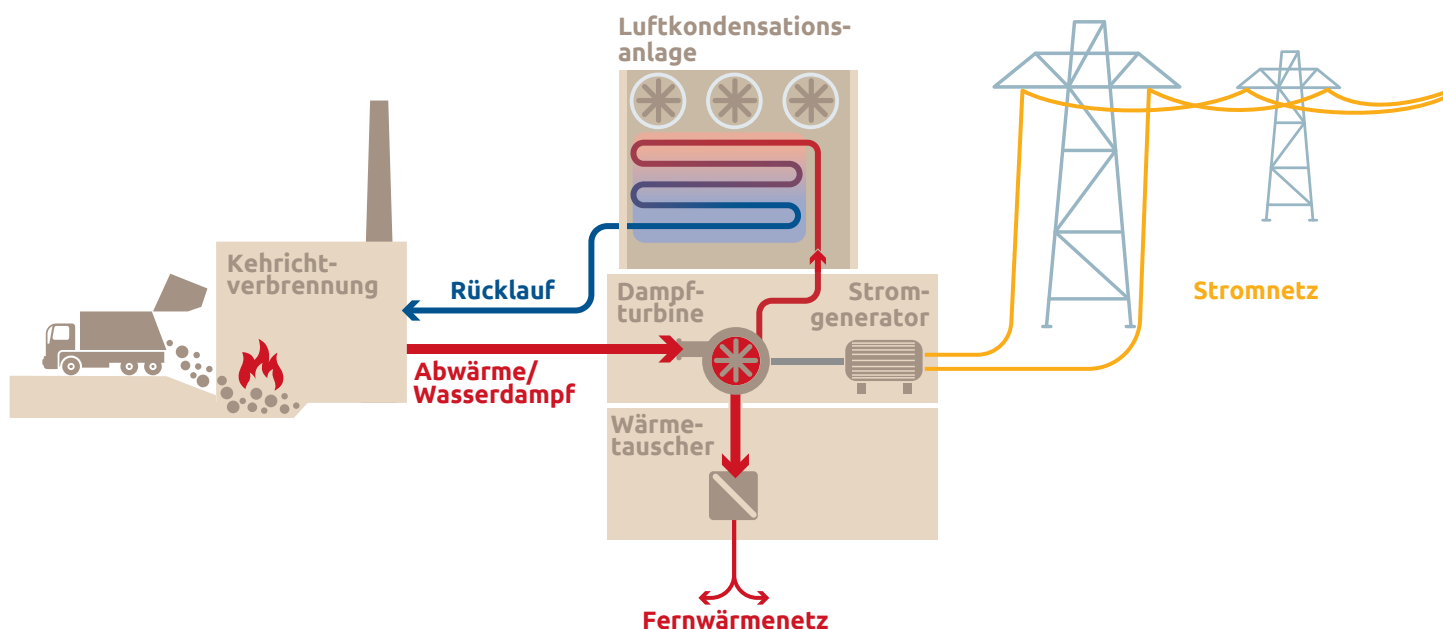 Luftkondensations-
anlage
Kehricht-
verbrennung
Rücklauf
Dampf-
turbine
Strom-
generator
Stromnetz
Abwärme/
Wasserdampf
Wärme-
tauscher
Fernwärmenetz